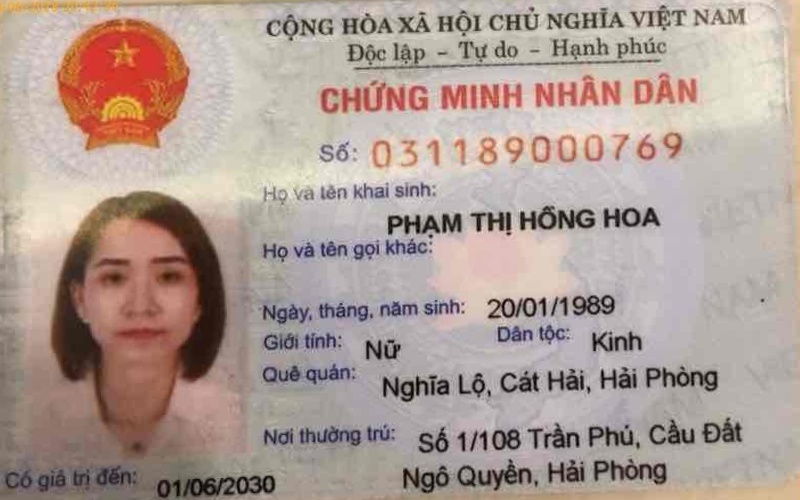 CỘNG HÒA XÃ HỘI CHỦ NGHĨA VIỆT NAM
Độc lập – Tự do – Hạnh phúc
CHỨNG MINH NHÂN DÂN
Số: 031189000769
Họ và tên khai sinh:
PHẠM THỊ HỒNG HOA
Họ và tên gọi khác:
Ngày, tháng, năm sinh: 20/01/1989
Giới tính: Nữ Dân tộc: Kinh
Quê quán: Nghĩa Lộ, Cát Hải, Hải Phòng
Nơi thường trú: Số 1/108 Trần Phú, Cầu Đất
Ngô Quyền, Hải Phòng
Có giá trị đến: 01/06/2030